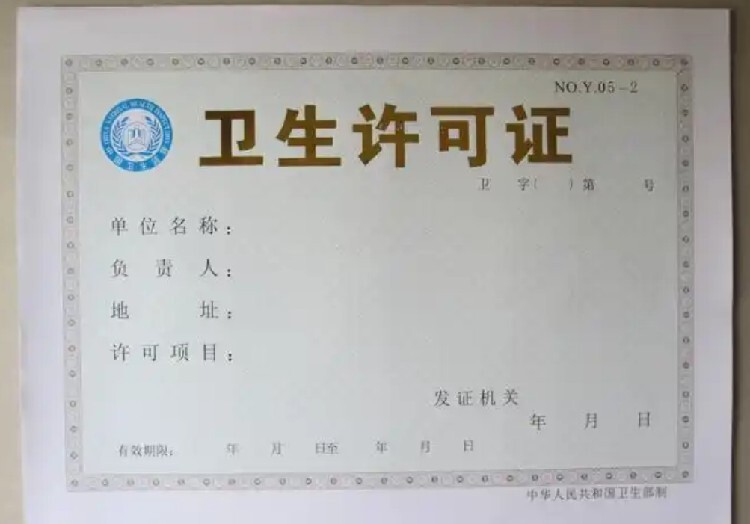 NO.Y.05-2
卫生许可证
卫 字( )第 号
单位名称：
负责人：
地 址：
许可项目：
发证机关
年 月 日
有效期限： 年 月 日至 年 月 日
中华人民共和国卫生部制